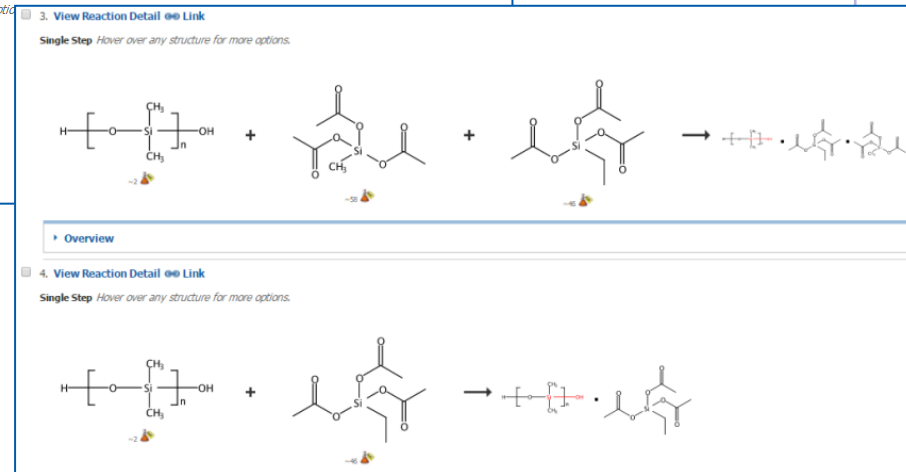 3. View Reaction Detail Link
Single Step Hover over any structure for more options.
CH₃
H O Si OH
n
CH₃
~2
+
O
O
O O
Si
CH₃ O
O
~58
+
O
O
O O
Si
O
O
~46
Overview
4. View Reaction Detail Link
Single Step Hover over any structure for more options.
CH₃
H O Si OH
n
CH₃
~2
+
O
O
O O
Si
O
O
~46